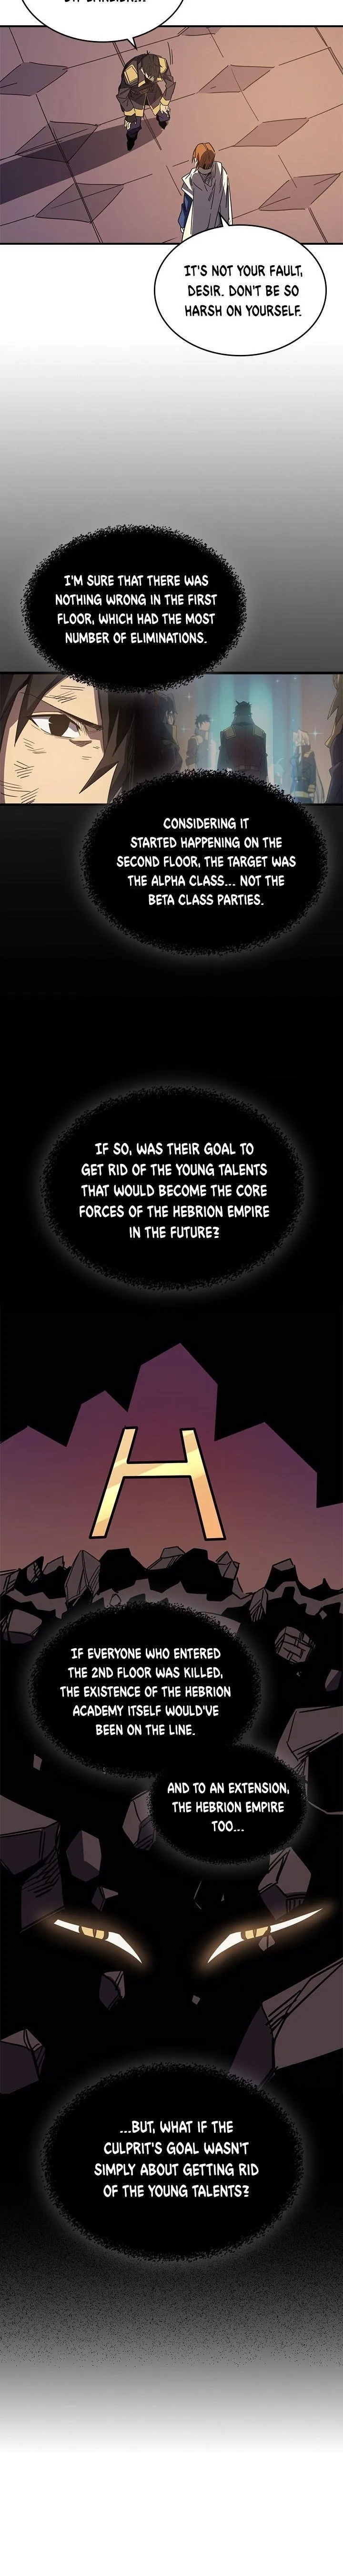 IT'S NOT YOUR FAULT,
DESIR. DON'T BE SO
HARSH ON YOURSELF.
I'M SURE THAT THERE WAS
NOTHING WRONG IN THE FIRST
FLOOR, WHICH HAD THE MOST
NUMBER OF ELIMINATIONS.
CONSIDERING IT
STARTED HAPPENING ON THE
SECOND FLOOR, THE TARGET WAS
THE ALPHA CLASS... NOT THE
BETA CLASS PARTIES.
IF SO, WAS THEIR GOAL TO
GET RID OF THE YOUNG TALENTS
THAT WOULD BECOME THE CORE
FORCES OF THE HEBRION EMPIRE
IN THE FUTURE?
H
IF EVERYONE WHO ENTERED
THE 2ND FLOOR WAS KILLED,
THE EXISTENCE OF THE HEBRION
ACADEMY ITSELF WOULD'VE
BEEN ON THE LINE.
AND TO AN EXTENSION,
THE HEBRION EMPIRE
TOO...
...BUT, WHAT IF THE
CULPRIT'S GOAL WASN'T
SIMPLY ABOUT GETTING RID
OF THE YOUNG TALENTS?